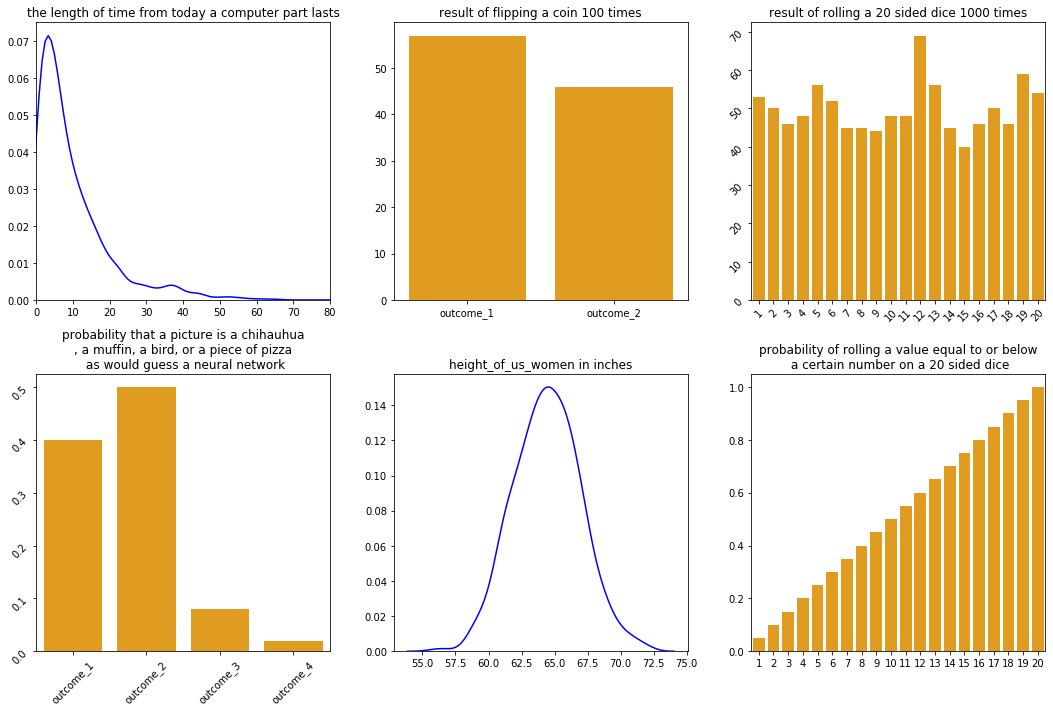 the length of time from today a computer part lasts
0.07
0.06
0.05
0.04
0.03
0.02
0.01
0.00
0 10 20 30 40 50 60 70 80
result of flipping a coin 100 times
50
40
30
20
10
0
outcome_1 outcome_2
result of rolling a 20 sided dice 1000 times
70
60
50
40
30
20
10
0
1 2 3 4 5 6 7 8 9 10 11 12 13 14 15 16 17 18 19 20
probability that a picture is a chihauhua
, a muffin, a bird, or a piece of pizza
as would guess a neural network
0.5
0.4
0.3
0.2
0.1
0.0
outcome_1 outcome_2 outcome_3 outcome_4
height_of_us_women in inches
0.14
0.12
0.10
0.08
0.06
0.04
0.02
0.00
55.0 57.5 60.0 62.5 65.0 67.5 70.0 72.5 75.0
probability of rolling a value equal to or below
a certain number on a 20 sided dice
1.0
0.8
0.6
0.4
0.2
0.0
1 2 3 4 5 6 7 8 9 10 11 12 13 14 15 16 17 18 19 20